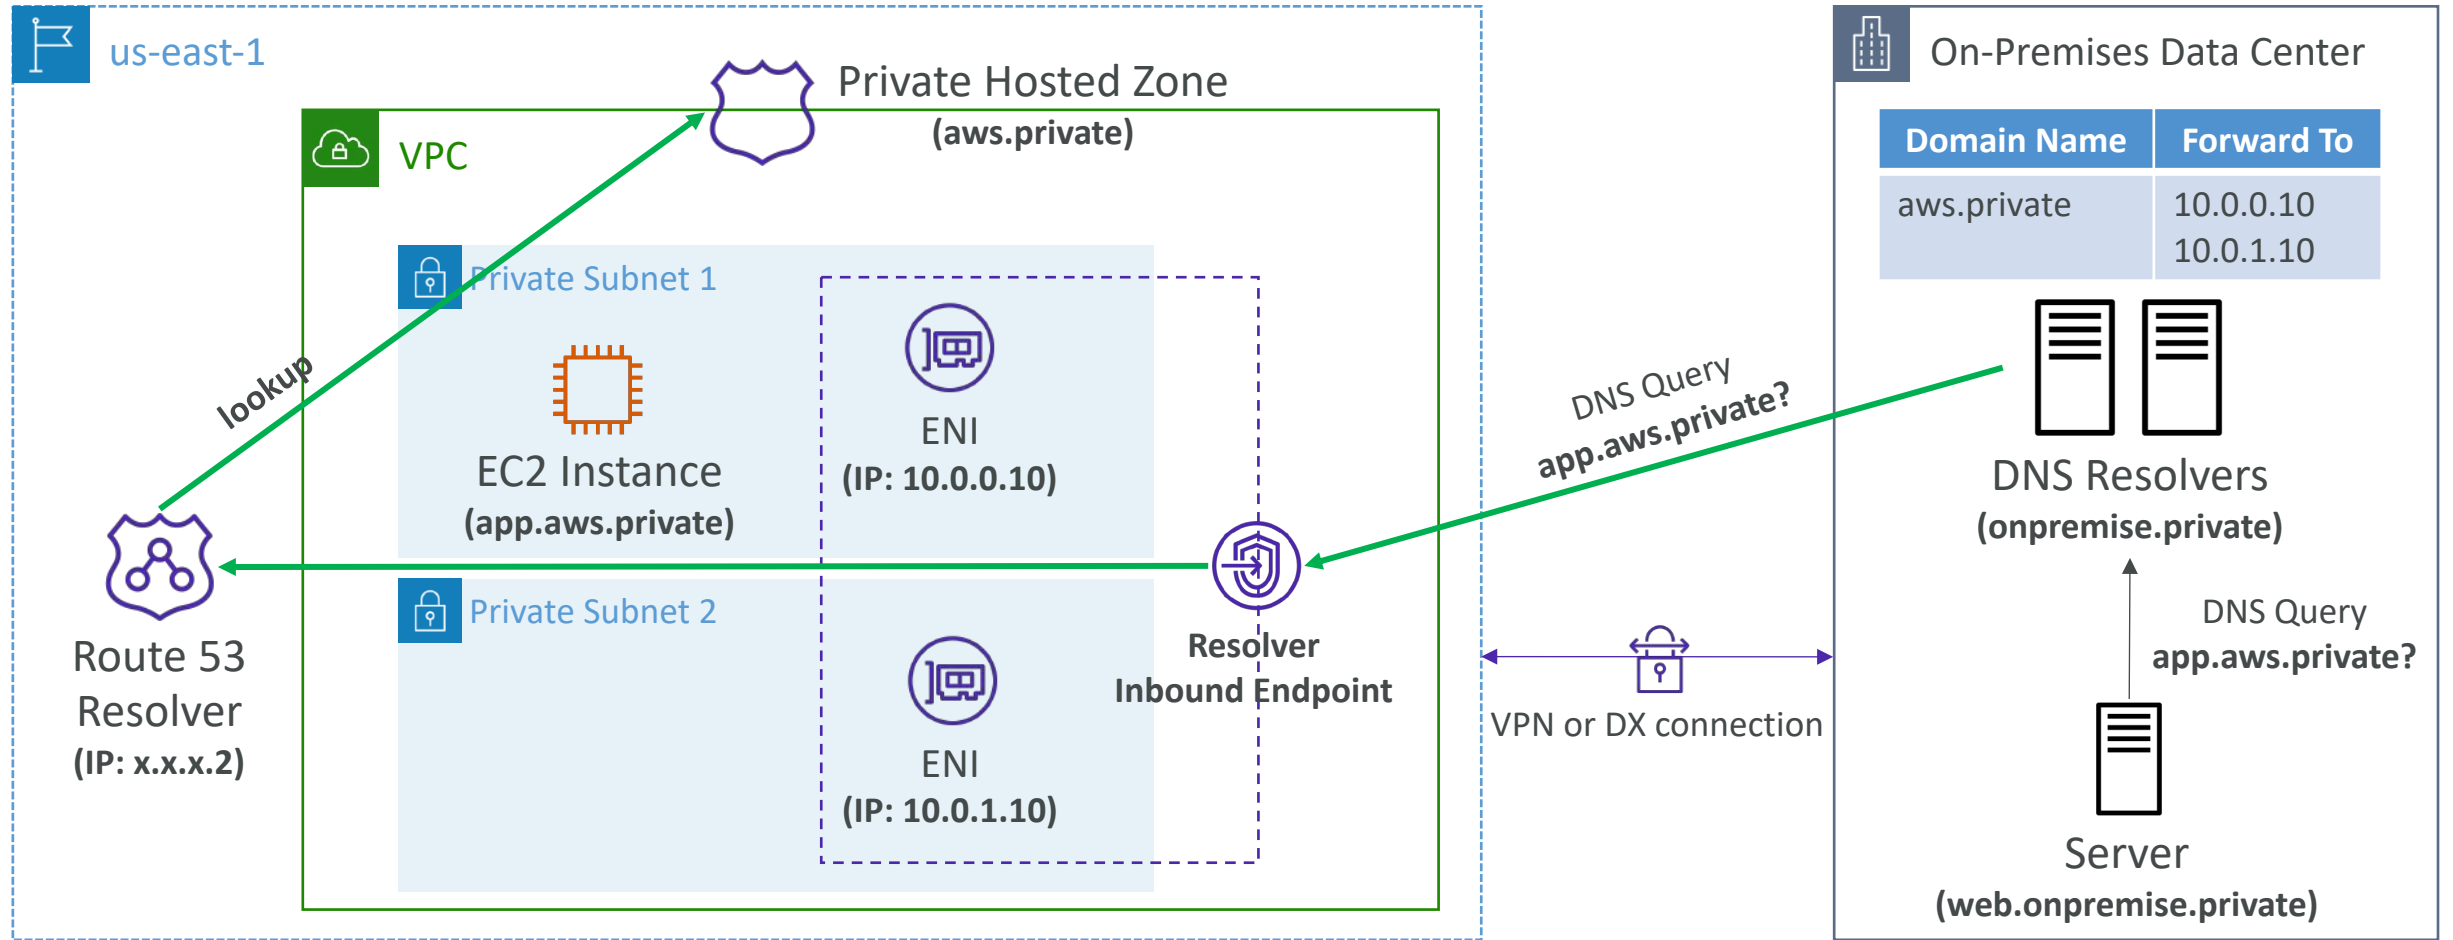 us-east-1
Private Hosted Zone
(aws.private)
VPC
Private Subnet 1
lookup
EC2 Instance
(app.aws.private)
ENI
(IP: 10.0.0.10)
Route 53
Resolver
(IP: x.x.x.2)
Private Subnet 2
ENI
(IP: 10.0.1.10)
Resolver
Inbound Endpoint
DNS Query
app.aws.private?
VPN or DX connection
On-Premises Data Center
Domain Name Forward To
aws.private 10.0.0.10
10.0.1.10
DNS Resolvers
(onpremise.private)
DNS Query
app.aws.private?
Server
(web.onpremise.private)